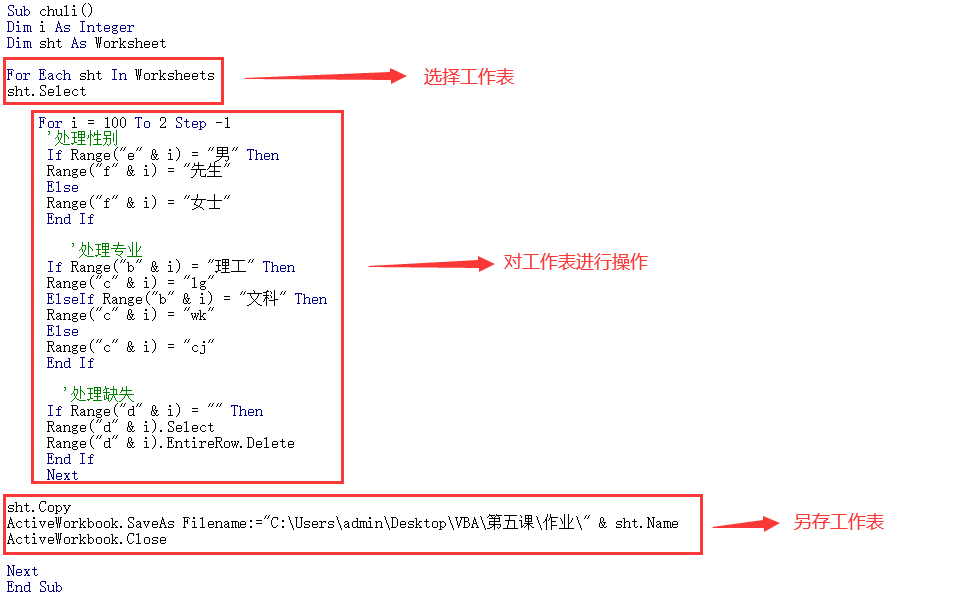 Sub chuli()
Dim i As Integer
Dim sht As Worksheet
For Each sht In Worksheets
sht.Select
选择工作表
For i = 100 To 2 Step -1
'处理性别
If Range("e" & i) = "男" Then
Range("f" & i) = "先生"
Else
Range("f" & i) = "女士"
End If
'处理专业
If Range("b" & i) = "理工" Then
Range("c" & i) = "lg"
ElseIf Range("b" & i) = "文科" Then
Range("c" & i) = "wk"
Else
Range("c" & i) = "cj"
End If
对工作表进行操作
'处理缺失
If Range("d" & i) = "" Then
Range("d" & i).Select
Range("d" & i).EntireRow.Delete
End If
Next
sht.Copy
ActiveWorkbook.SaveAs Filename:="C:\Users\admin\Desktop\VBA\第五课\作业\" & sht.Name
ActiveWorkbook.Close
另存工作表
Next
End Sub